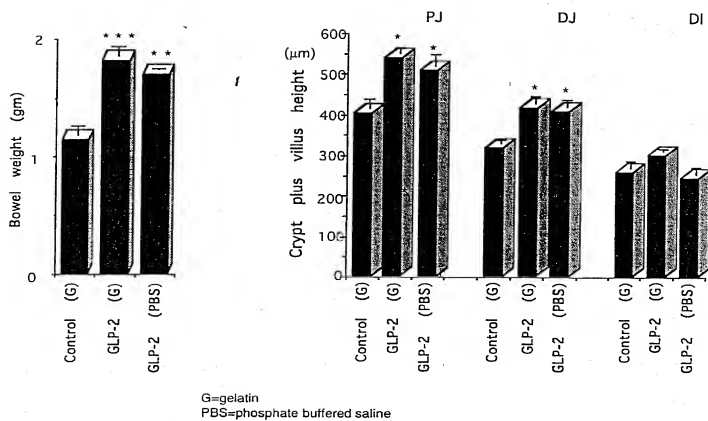 2
1
0
Bowel weight (gm)
* * *
* *
Control (G)
GLP-2 (G)
GLP-2 (PBS)
t
PJ
DJ
DI
600
500
400
300
200
100
0
(µm)
Crypt plus villus height
*
*
*
*
Control (G)
GLP-2 (G)
GLP-2 (PBS)
Control (G)
GLP-2 (G)
GLP-2 (PBS)
Control (G)
GLP-2 (G)
GLP-2 (PBS)
G=gelatin
PBS=phosphate buffered saline